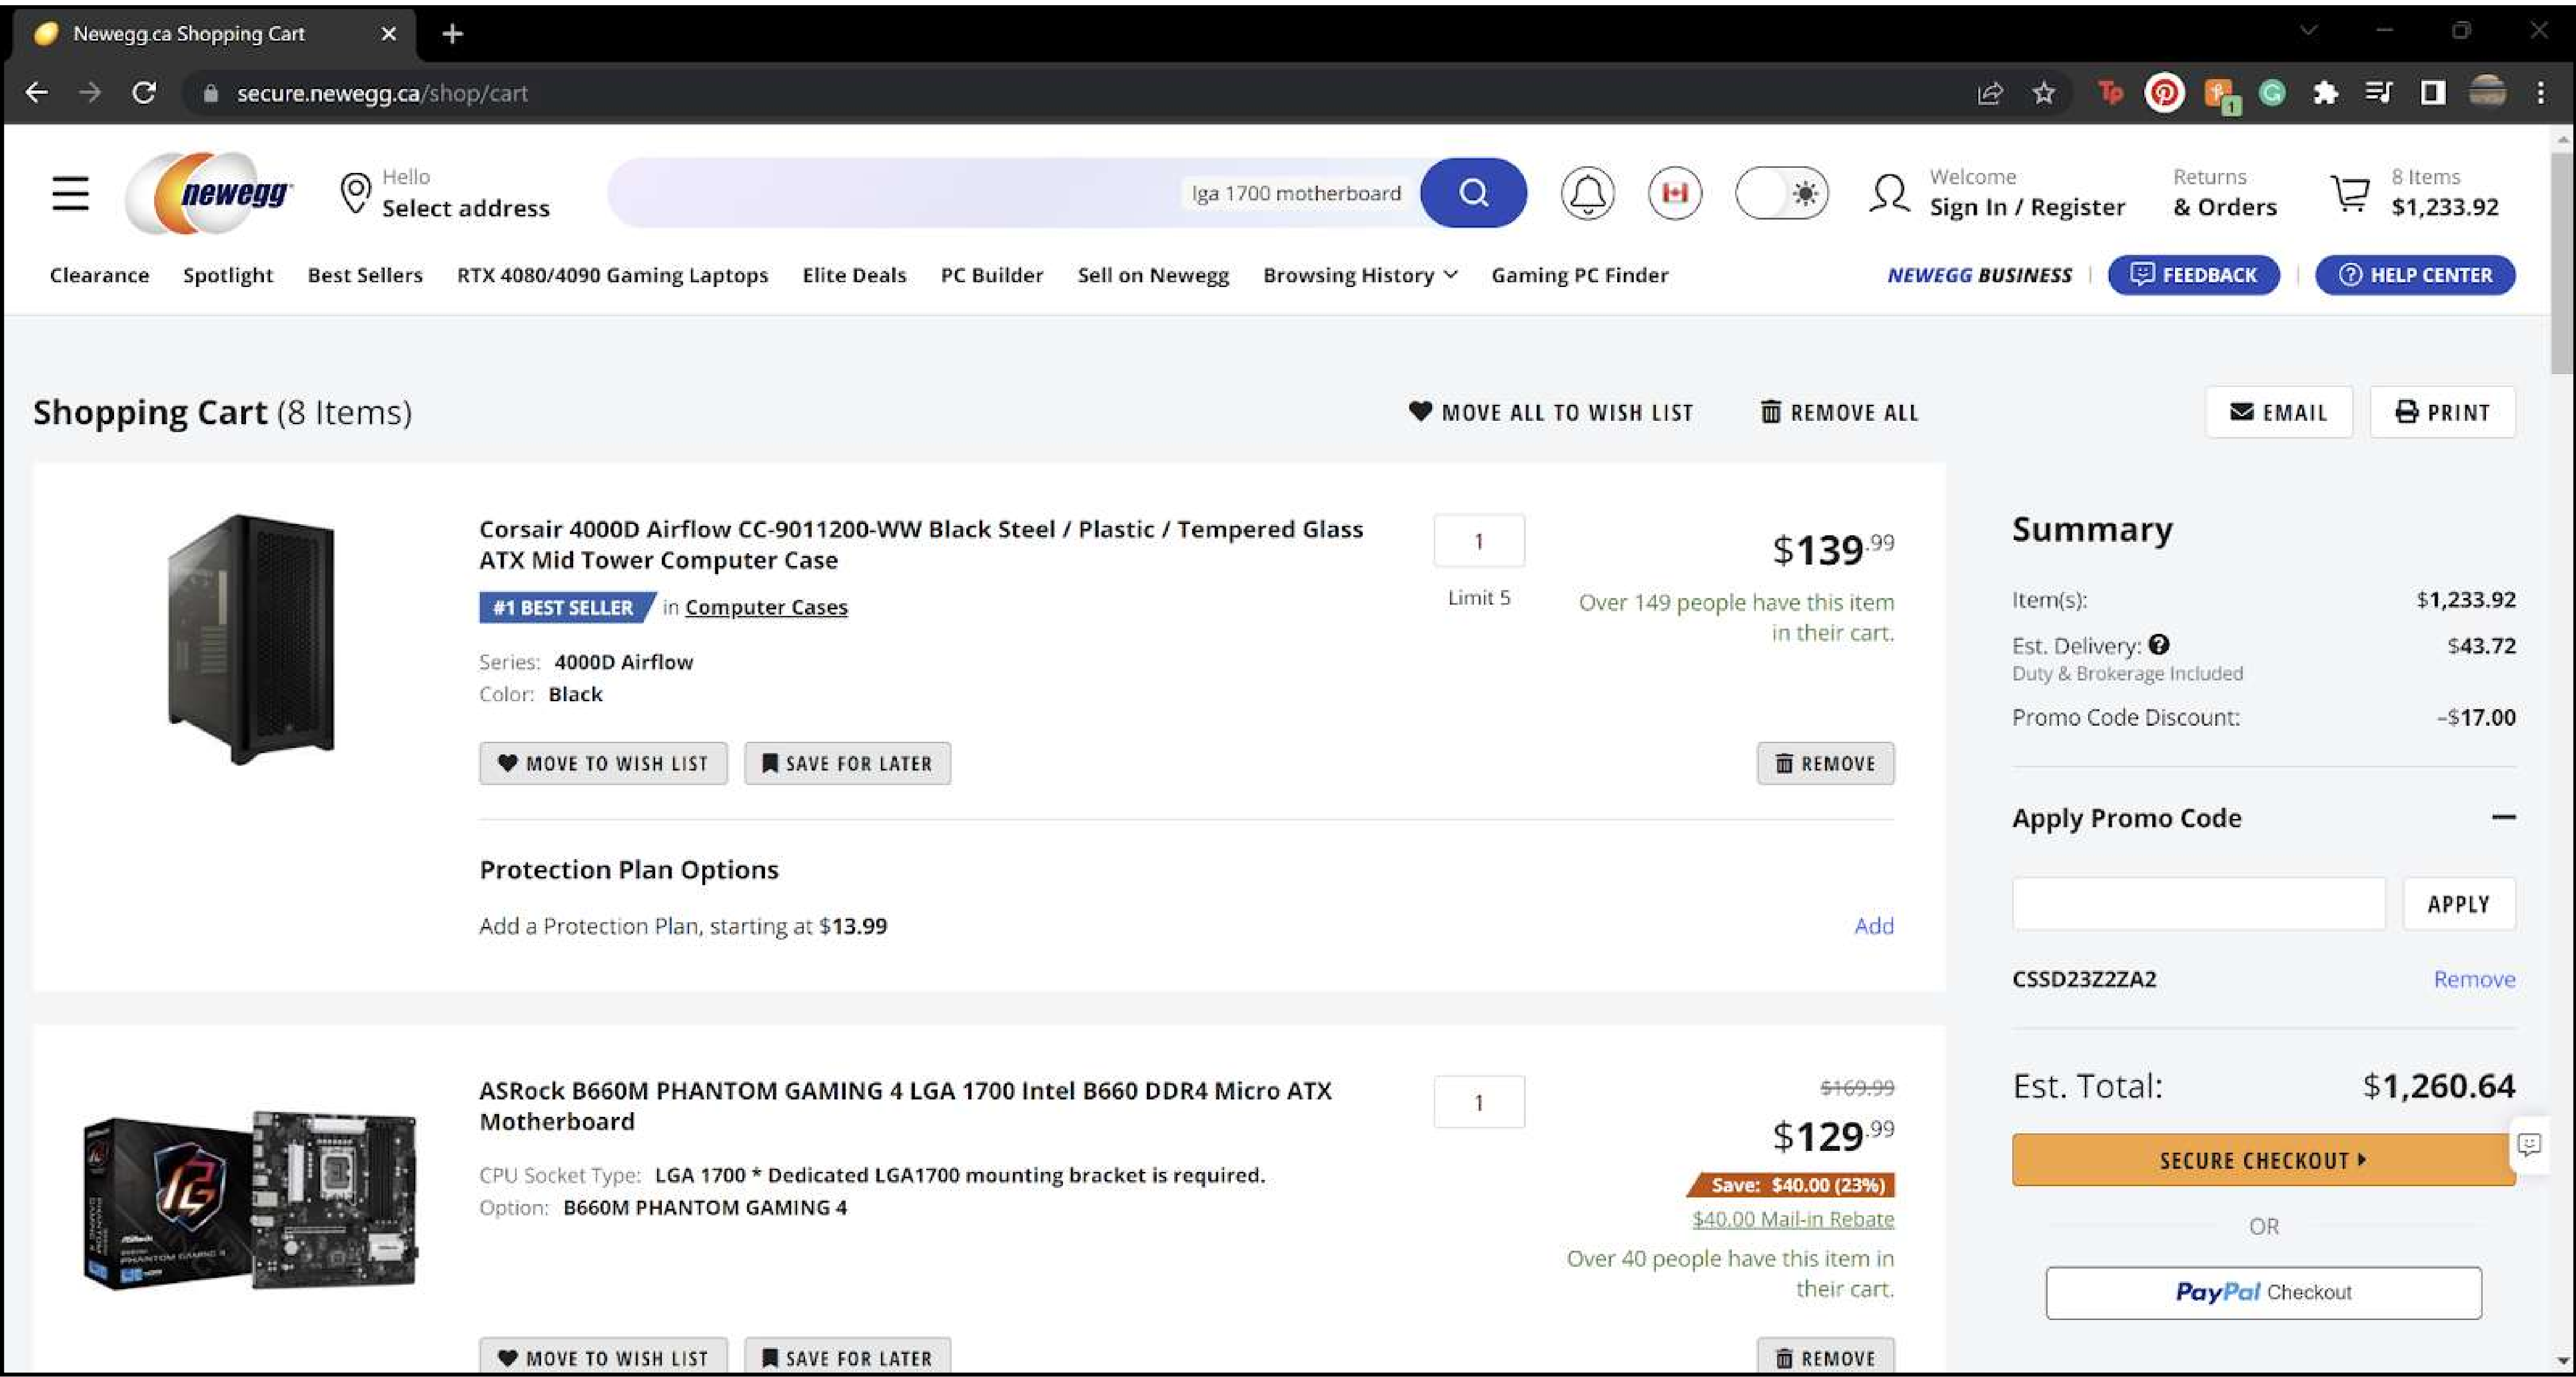 Newegg.ca Shopping Cart
secure.newegg.ca/shop/cart
Tp
1
newegg
Hello
Select address
lga 1700 motherboard
Welcome
Sign In / Register
Returns
& Orders
8 Items
$1,233.92
Clearance Spotlight Best Sellers RTX 4080/4090 Gaming Laptops Elite Deals PC Builder Sell on Newegg Browsing History Gaming PC Finder
NEWEGG BUSINESS FEEDBACK HELP CENTER
Shopping Cart (8 Items)
MOVE ALL TO WISH LIST REMOVE ALL
EMAIL PRINT
Corsair 4000D Airflow CC-9011200-WW Black Steel / Plastic / Tempered Glass
ATX Mid Tower Computer Case
#1 BEST SELLER in Computer Cases
Series: 4000D Airflow
Color: Black
1
Limit 5
$139.99
Over 149 people have this item
in their cart.
MOVE TO WISH LIST SAVE FOR LATER REMOVE
Protection Plan Options
Add a Protection Plan, starting at $13.99 Add
ASRock B660M PHANTOM GAMING 4 LGA 1700 Intel B660 DDR4 Micro ATX
Motherboard
CPU Socket Type: LGA 1700 * Dedicated LGA1700 mounting bracket is required.
Option: B660M PHANTOM GAMING 4
1
$169.99
$129.99
Save: $40.00 (23%)
$40.00 Mail-in Rebate
Over 40 people have this item in
their cart.
MOVE TO WISH LIST SAVE FOR LATER REMOVE
PHANTOM GAMING 4
Summary
Item(s): $1,233.92
Est. Delivery: $43.72
Duty & Brokerage Included
Promo Code Discount: -$17.00
Apply Promo Code
APPLY
CSSD23Z2ZA2 Remove
Est. Total: $1,260.64
SECURE CHECKOUT
OR
PayPal Checkout